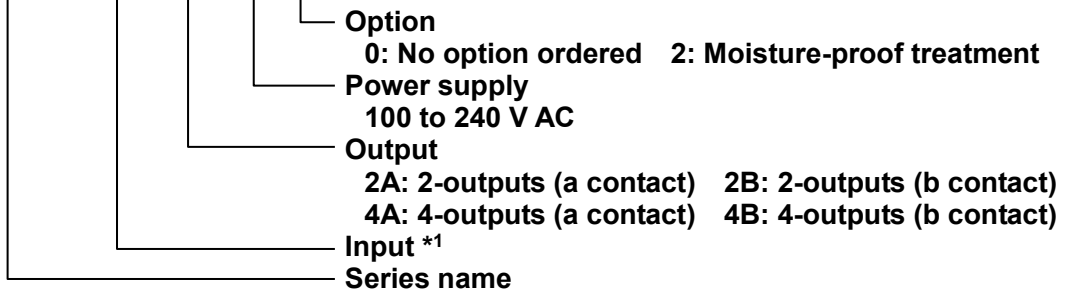 Option
0: No option ordered 2: Moisture-proof treatment
Power supply
100 to 240 V AC
Output
2A: 2-outputs (a contact) 2B: 2-outputs (b contact)
4A: 4-outputs (a contact) 4B: 4-outputs (b contact)
Input *1
Series name